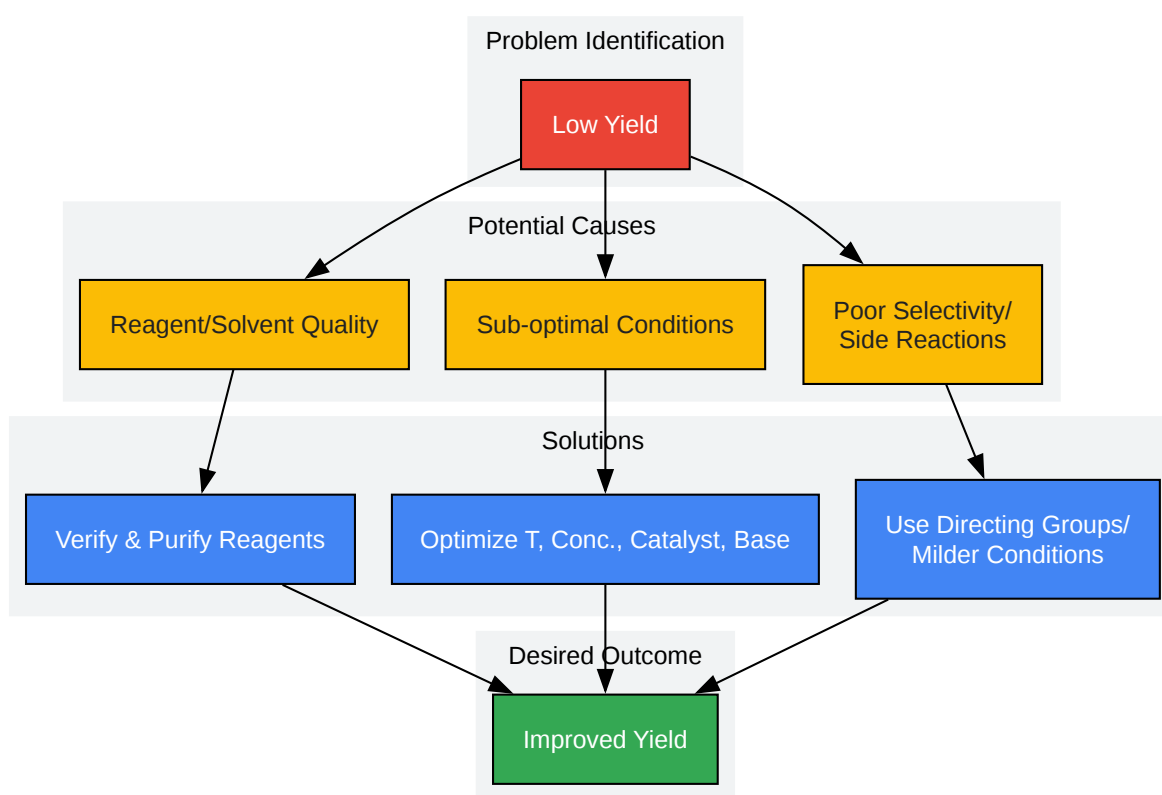 Problem Identification
Low Yield
Potential Causes
Reagent/Solvent Quality
Sub-optimal Conditions
Poor Selectivity/
Side Reactions
Solutions
Verify & Purify Reagents
Optimize T, Conc., Catalyst, Base
Use Directing Groups/
Milder Conditions
Desired Outcome
Improved Yield